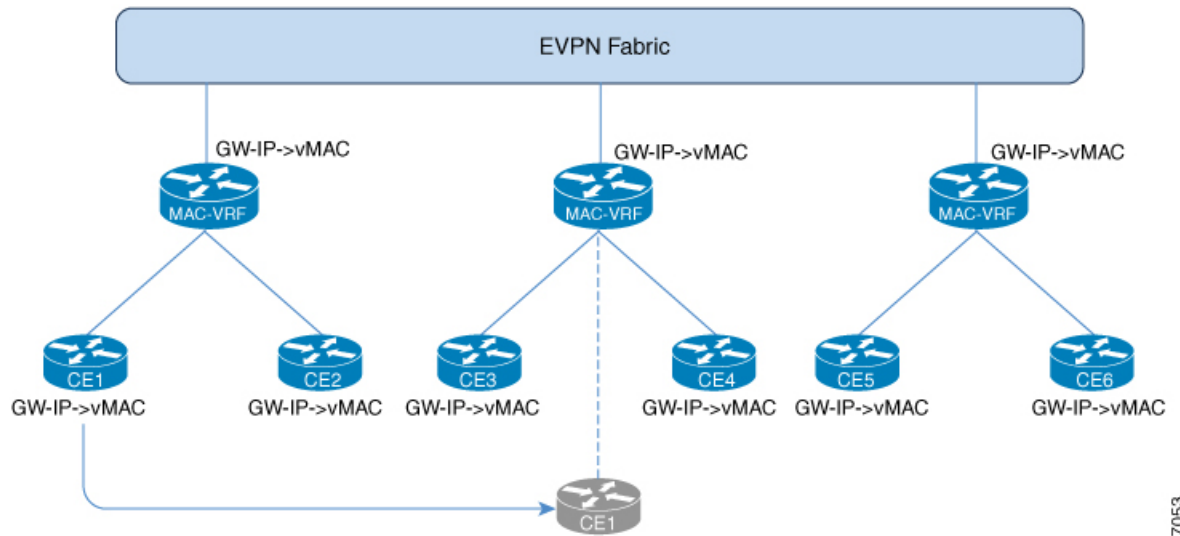 EVPN Fabric
GW-IP->vMAC
GW-IP->vMAC
GW-IP->vMAC
MAC-VRF
MAC-VRF
MAC-VRF
CE1
CE2
CE3
CE4
CE5
CE6
GW-IP->vMAC
GW-IP->vMAC
GW-IP->vMAC
GW-IP->vMAC
GW-IP->vMAC
GW-IP->vMAC
CE1
7053